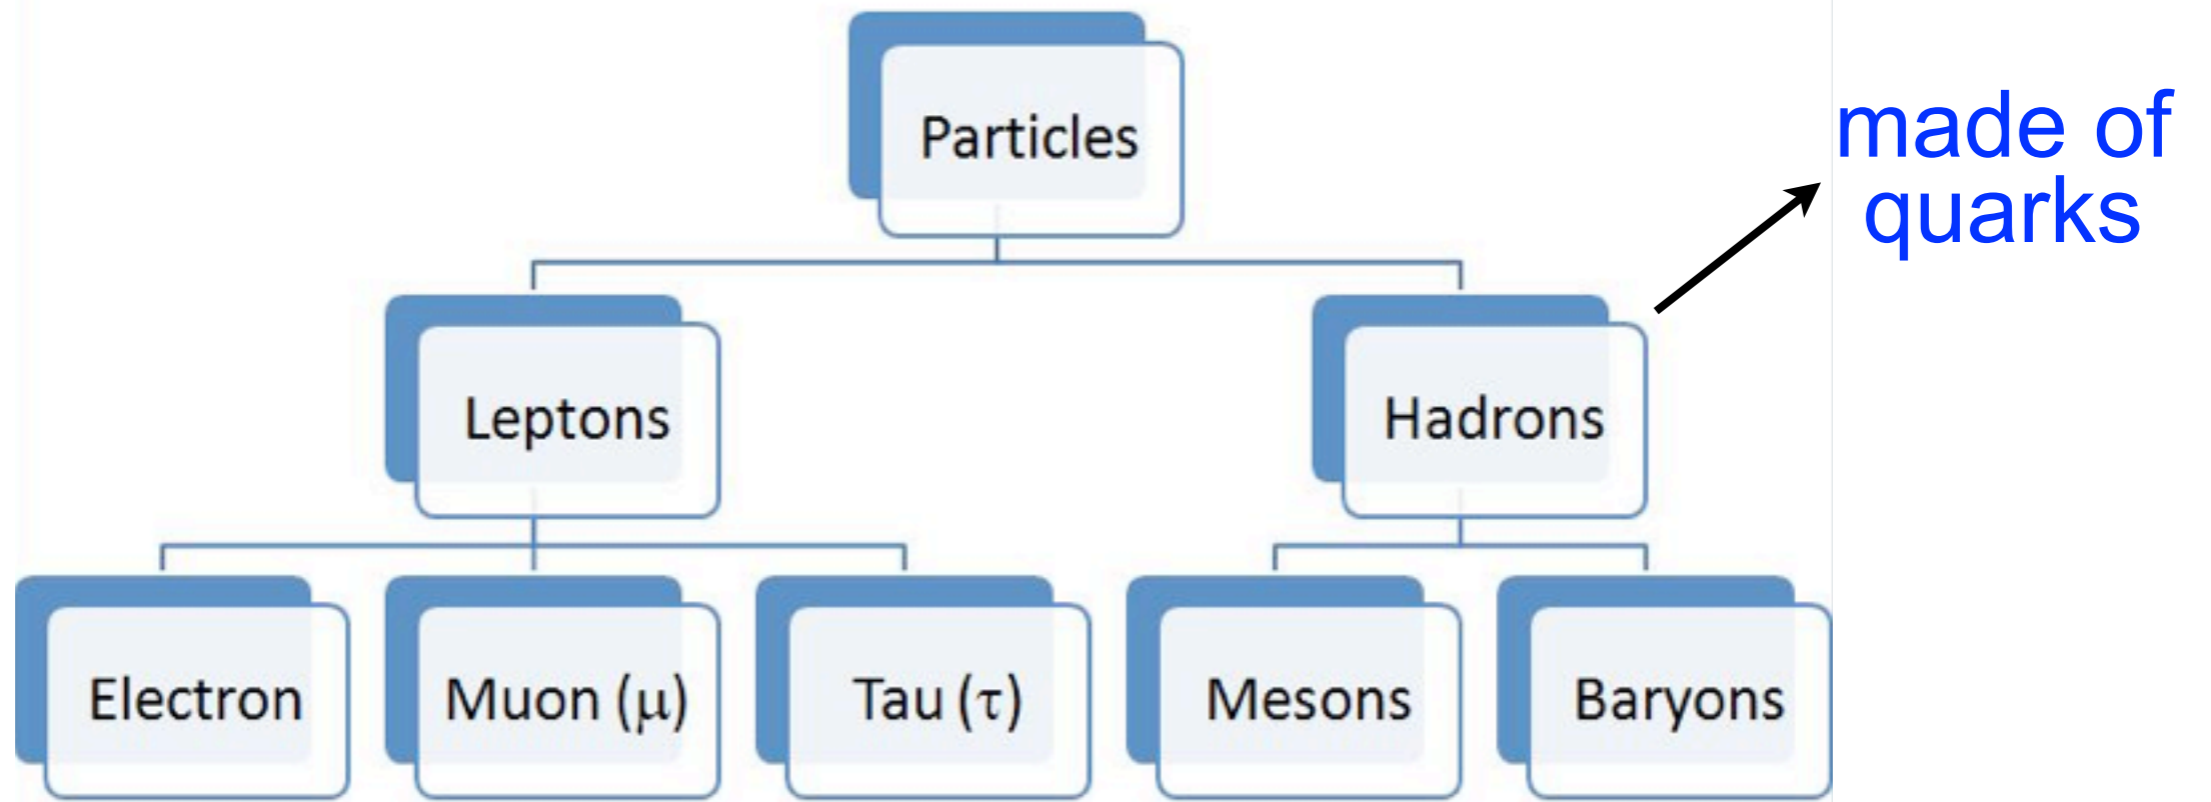 Particles
made of
quarks
Leptons
Hadrons
Electron
Muon (μ)
Tau (τ)
Mesons
Baryons